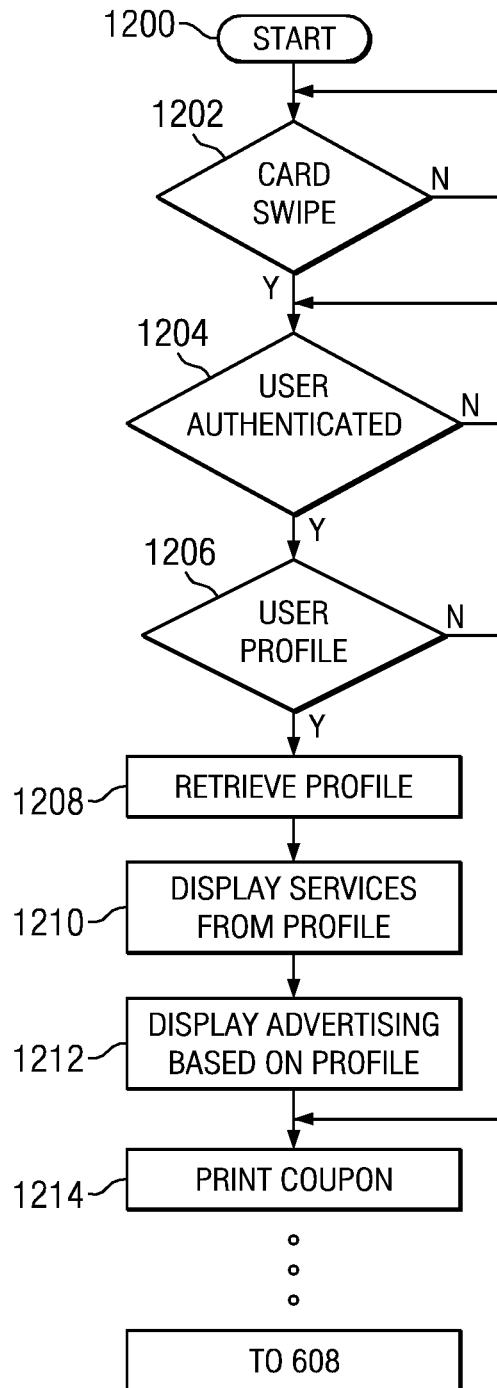 1200
START
1202
CARD
SWIPE
N
Y
1204
USER
AUTHENTICATED
N
Y
1206
USER
PROFILE
N
Y
1208
RETRIEVE PROFILE
1210
DISPLAY SERVICES
FROM PROFILE
1212
DISPLAY ADVERTISING
BASED ON PROFILE
1214
PRINT COUPON
TO 608